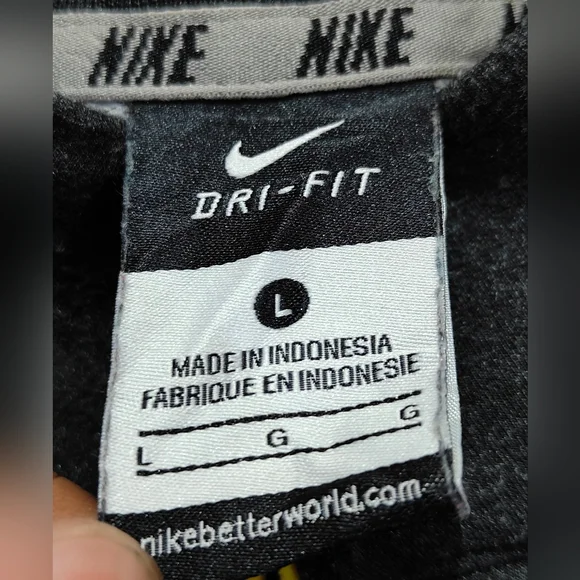 NIKE NIKE
DRI-FIT
L
MADE IN INDONESIA
FABRIQUE EN INDONESIE
L G G
nikebetterworld.com